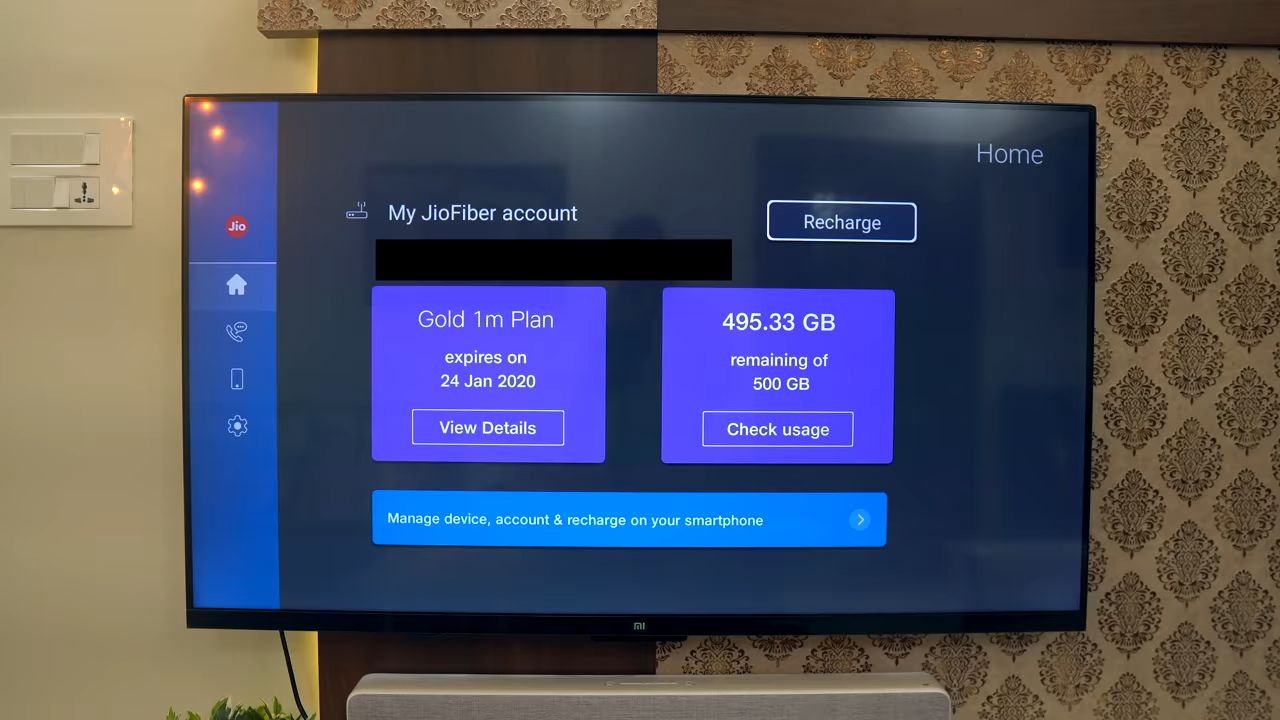 Home
Jio
My JioFiber account
Recharge
Gold 1m Plan
expires on
24 Jan 2020
View Details
495.33 GB
remaining of
500 GB
Check usage
Manage device, account & recharge on your smartphone
mi